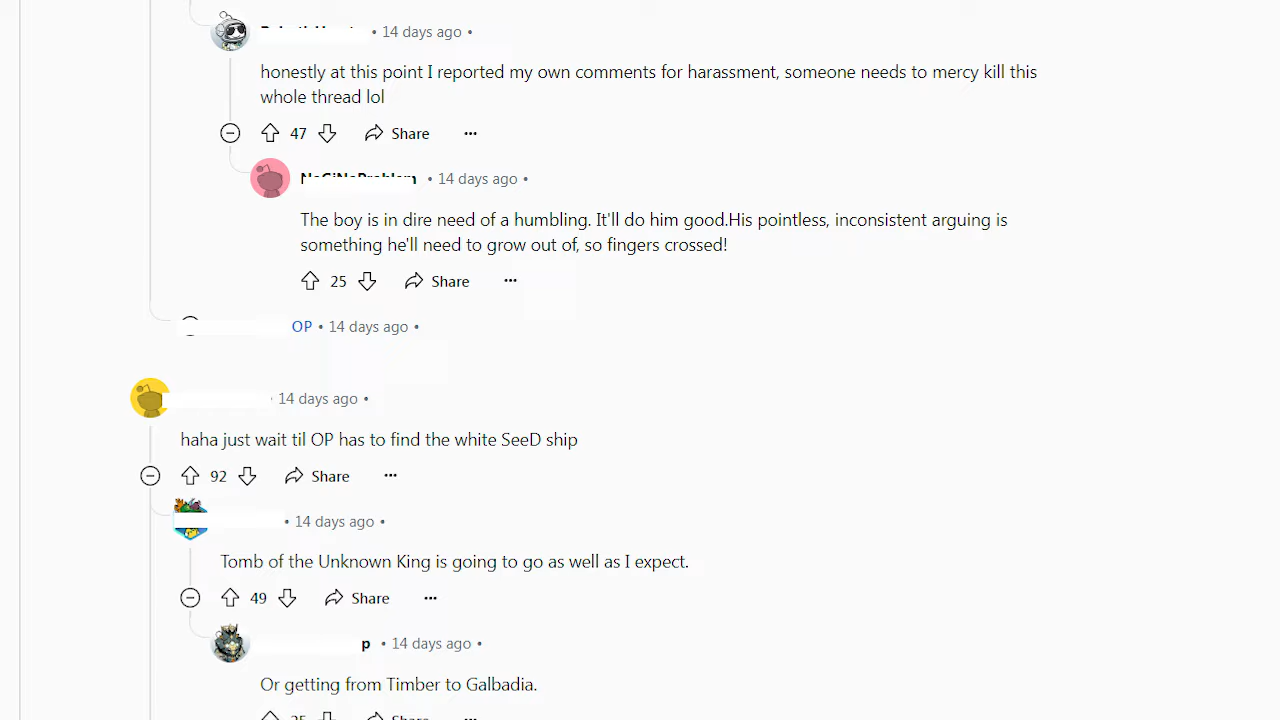 • 14 days ago •
honestly at this point I reported my own comments for harassment, someone needs to mercy kill this
whole thread lol
47 Share ···
• 14 days ago •
The boy is in dire need of a humbling. It'll do him good.His pointless, inconsistent arguing is
something he'll need to grow out of, so fingers crossed!
25 Share ···
OP • 14 days ago •
14 days ago •
haha just wait til OP has to find the white SeeD ship
92 Share ···
• 14 days ago •
Tomb of the Unknown King is going to go as well as I expect.
49 Share ···
p • 14 days ago •
Or getting from Timber to Galbadia.
25 Share ···